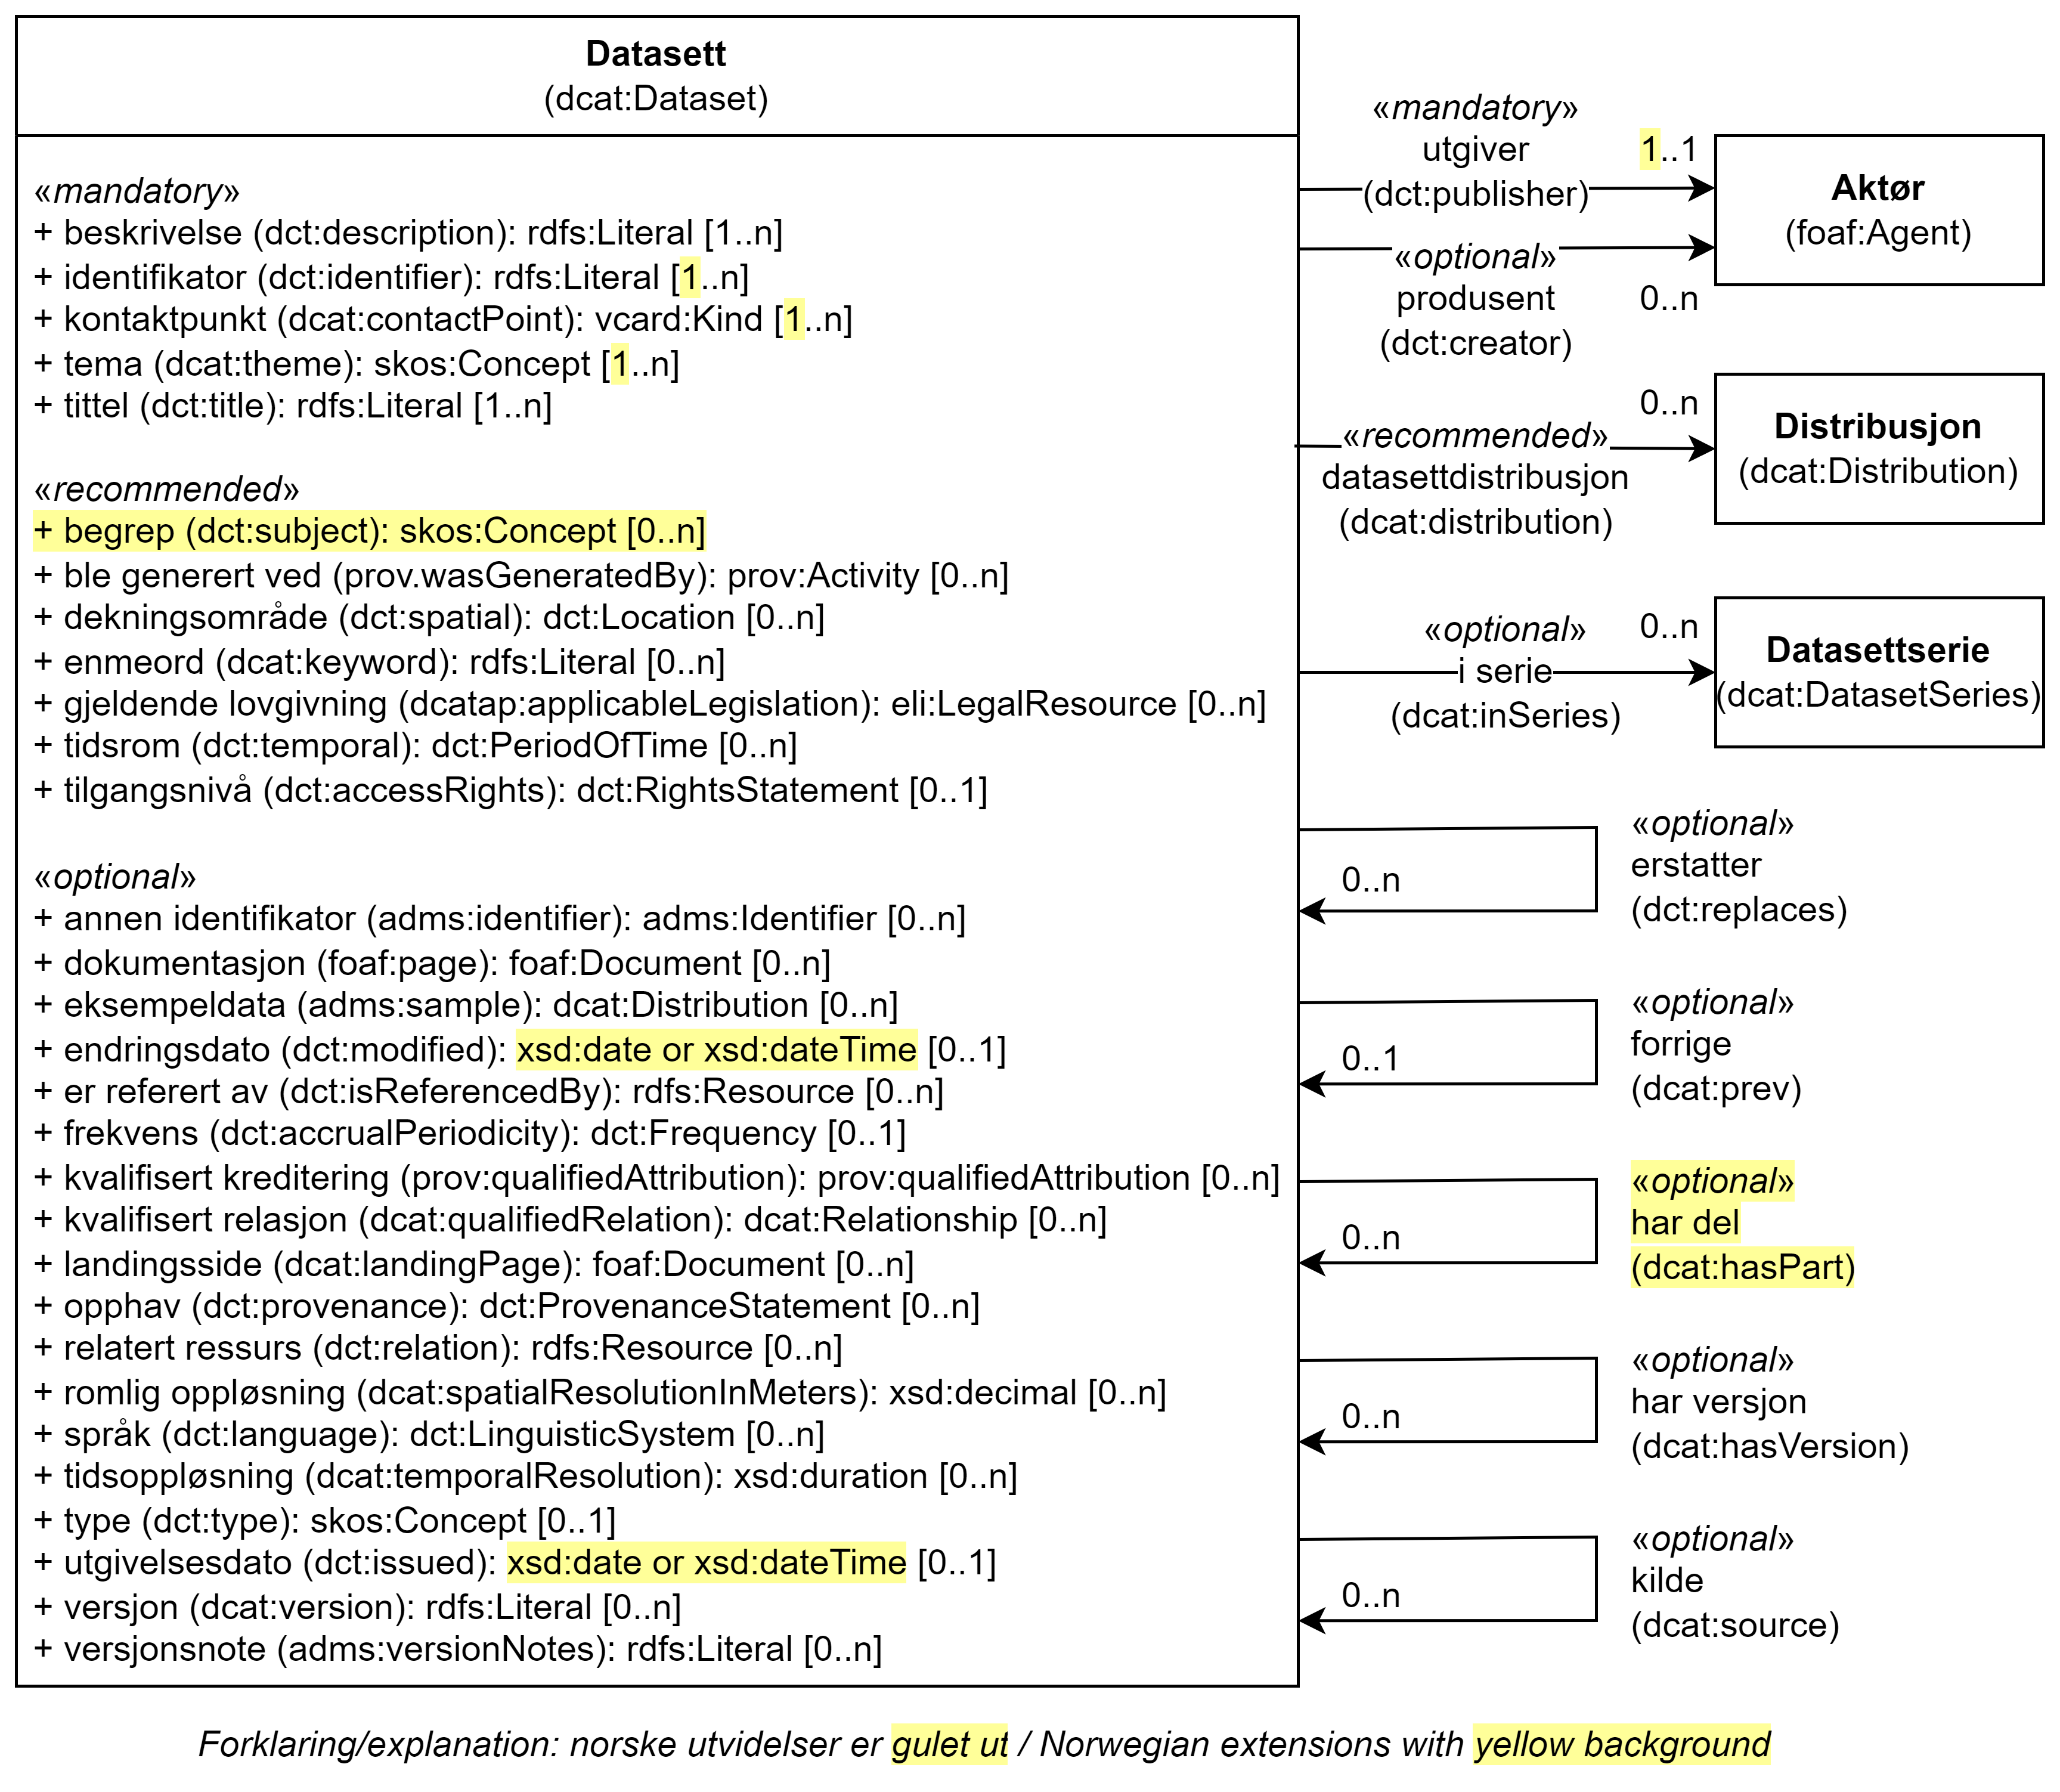 Datasett
(dcat:Dataset)
«mandatory»
+ beskrivelse (dct:description): rdfs:Literal [1..n]
+ identifikator (dct:identifier): rdfs:Literal [1..n]
+ kontaktpunkt (dcat:contactPoint): vcard:Kind [1..n]
+ tema (dcat:theme): skos:Concept [1..n]
+ tittel (dct:title): rdfs:Literal [1..n]
«recommended»
+ begrep (dct:subject): skos:Concept [0..n]
+ ble generert ved (prov.wasGeneratedBy): prov:Activity [0..n]
+ dekningsområde (dct:spatial): dct:Location [0..n]
+ enmeord (dcat:keyword): rdfs:Literal [0..n]
+ gjeldende lovgivning (dcatap:applicableLegislation): eli:LegalResource [0..n]
+ tidsrom (dct:temporal): dct:PeriodOfTime [0..n]
+ tilgangsnivå (dct:accessRights): dct:RightsStatement [0..1]
«optional»
+ annen identifikator (adms:identifier): adms:Identifier [0..n]
+ dokumentasjon (foaf:page): foaf:Document [0..n]
+ eksempeldata (adms:sample): dcat:Distribution [0..n]
+ endringsdato (dct:modified): xsd:date or xsd:dateTime [0..1]
+ er referert av (dct:isReferencedBy): rdfs:Resource [0..n]
+ frekvens (dct:accrualPeriodicity): dct:Frequency [0..1]
+ kvalifisert kreditering (prov:qualifiedAttribution): prov:qualifiedAttribution [0..n]
+ kvalifisert relasjon (dcat:qualifiedRelation): dcat:Relationship [0..n]
+ landingsside (dcat:landingPage): foaf:Document [0..n]
+ opphav (dct:provenance): dct:ProvenanceStatement [0..n]
+ relatert ressurs (dct:relation): rdfs:Resource [0..n]
+ romlig oppløsning (dcat:spatialResolutionInMeters): xsd:decimal [0..n]
+ språk (dct:language): dct:LinguisticSystem [0..n]
+ tidsoppløsning (dcat:temporalResolution): xsd:duration [0..n]
+ type (dct:type): skos:Concept [0..1]
+ utgivelsesdato (dct:issued): xsd:date or xsd:dateTime [0..1]
+ versjon (dcat:version): rdfs:Literal [0..n]
+ versjonsnote (adms:versionNotes): rdfs:Literal [0..n]
«mandatory»
utgiver
(dct:publisher)
1..1
«optional»
produsent
(dct:creator)
0..n
Aktør
(foaf:Agent)
«recommended»
datasettdistribusjon
(dcat:distribution)
0..n
Distribusjon
(dcat:Distribution)
«optional»
i serie
(dcat:inSeries)
0..n
Datasettserie
(dcat:DatasetSeries)
0..n
«optional»
erstatter
(dct:replaces)
0..1
«optional»
forrige
(dcat:prev)
0..n
«optional»
har del
(dcat:hasPart)
0..n
«optional»
har versjon
(dcat:hasVersion)
0..n
«optional»
kilde
(dcat:source)
Forklaring/explanation: norske utvidelser er gulet ut / Norwegian extensions with yellow background